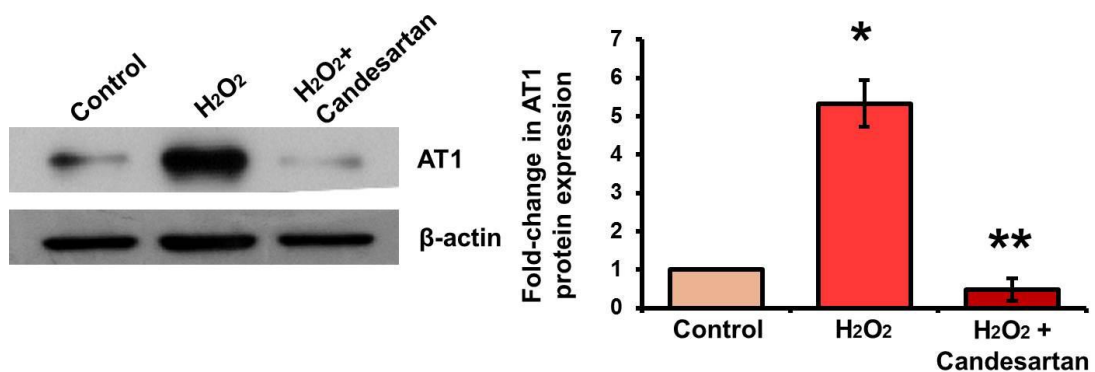 Control
H2O2
H2O2+
Candesartan
AT1
β-actin
Fold-change in AT1
protein expression
7
6
5
4
3
2
1
0
*
**
Control
H2O2
H2O2 +
Candesartan